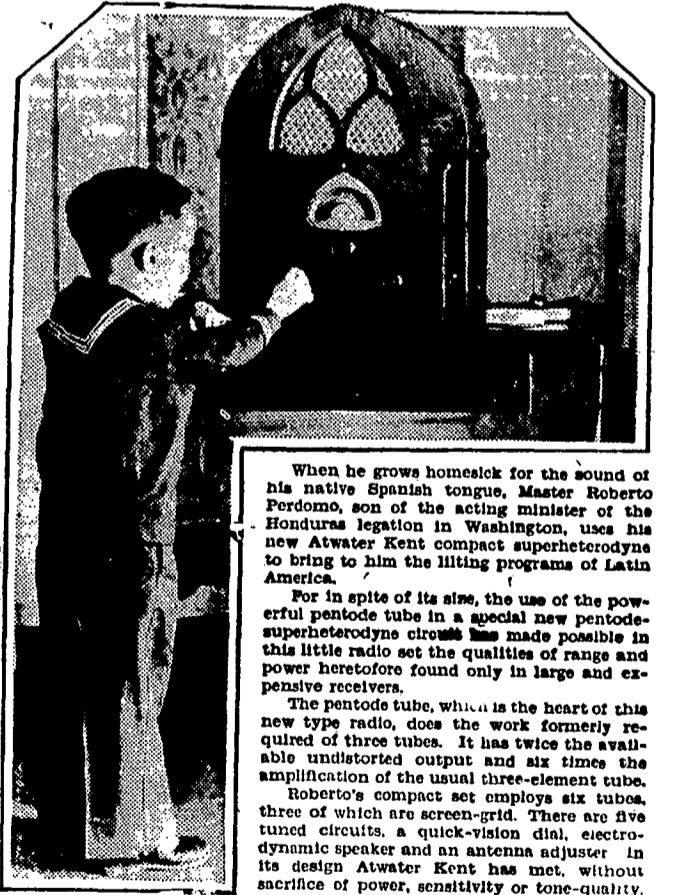 When he grows homesick for the sound of
his native Spanish tongue, Master Roberto
Perdomo, son of the acting minister of the
Honduras legation in Washington, uses his
new Atwater Kent compact superheterodyne
to bring to him the lilting programs of Latin
America.
For in spite of its size, the use of the pow-
erful pentode tube in a special new pentode-
superheterodyne circuit has made possible in
this little radio set the qualities of range and
power heretofore found only in large and ex-
pensive receivers.
The pentode tube, which is the heart of this
new type radio, does the work formerly re-
quired of three tubes. It has twice the avail-
able undistorted output and six times the
amplification of the usual three-element tube.
Roberto's compact set employs six tubes,
three of which are screen-grid. There are five
tuned circuits, a quick-vision dial, electro-
dynamic speaker and an antenna adjuster In
its design Atwater Kent has met, without
sacrifice of power, sensitivity or tone-quality,